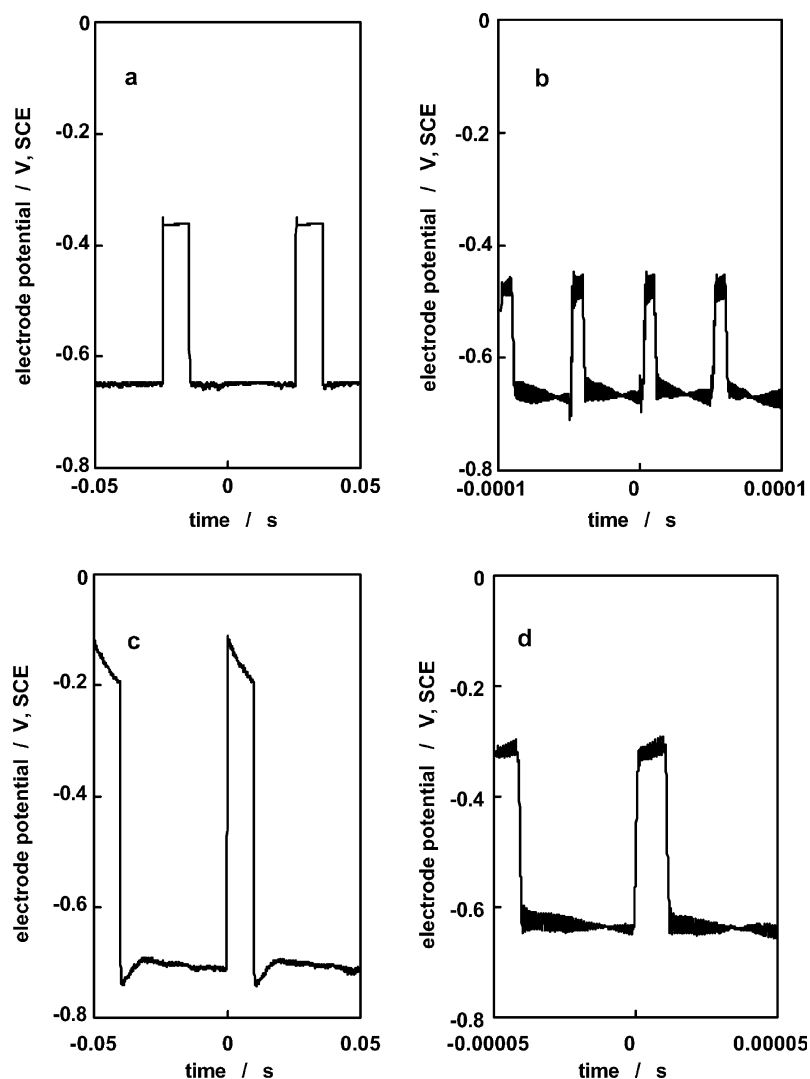 0
-0.2
-0.4
-0.6
-0.8
electrode potential / V, SCE
a
-0.05 0 0.05
time / s
0
-0.2
-0.4
-0.6
-0.8
electrode potential / V, SCE
b
-0.0001 0 0.0001
time / s
0
-0.2
-0.4
-0.6
-0.8
electrode potential / V, SCE
c
-0.05 0 0.05
time / s
0
-0.2
-0.4
-0.6
-0.8
electrode potential / V, SCE
d
-0.00005 0 0.00005
time / s